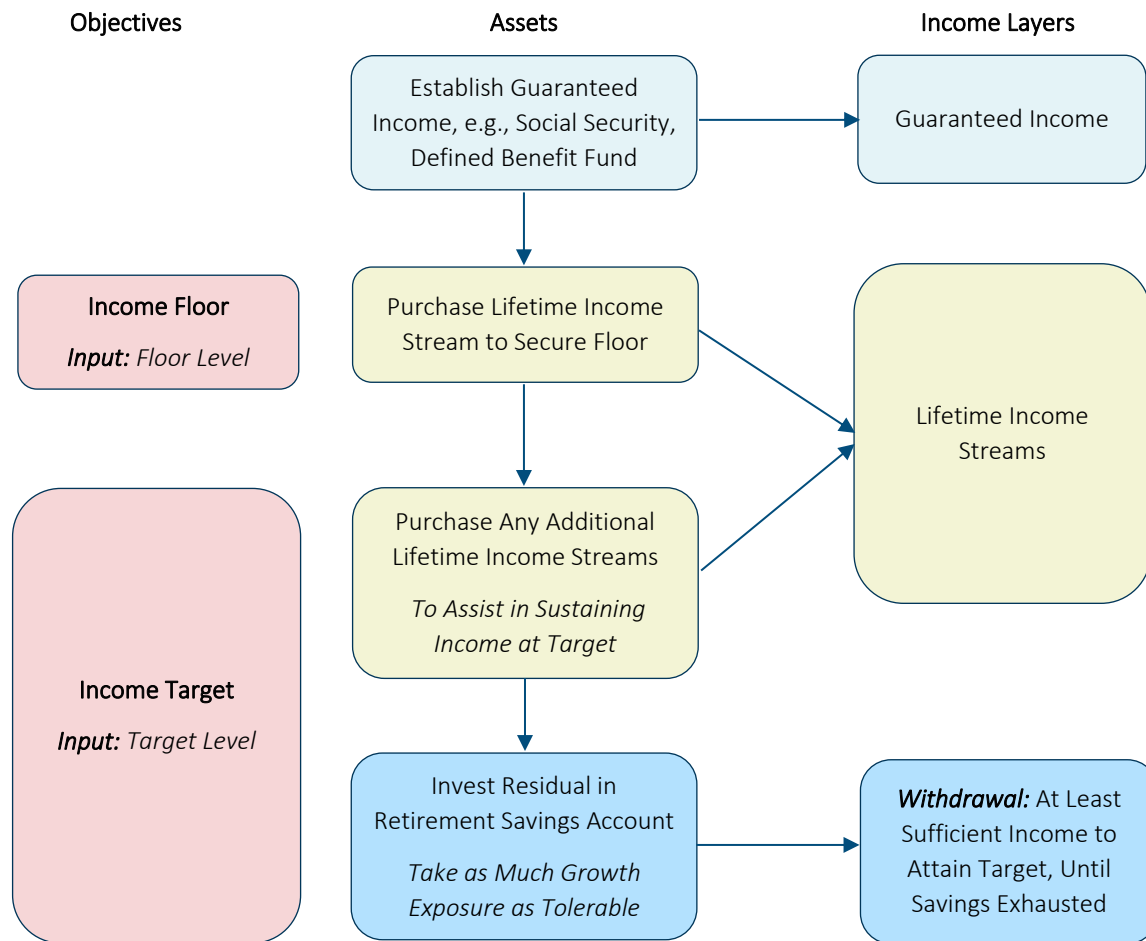 Objectives
Assets
Income Layers
Establish Guaranteed
Income, e.g., Social Security,
Defined Benefit Fund
Guaranteed Income
Income Floor
Input: Floor Level
Purchase Lifetime Income
Stream to Secure Floor
Lifetime Income
Streams
Purchase Any Additional
Lifetime Income Streams
To Assist in Sustaining
Income at Target
Income Target
Input: Target Level
Invest Residual in
Retirement Savings Account
Take as Much Growth
Exposure as Tolerable
Withdrawal: At Least
Sufficient Income to
Attain Target, Until
Savings Exhausted